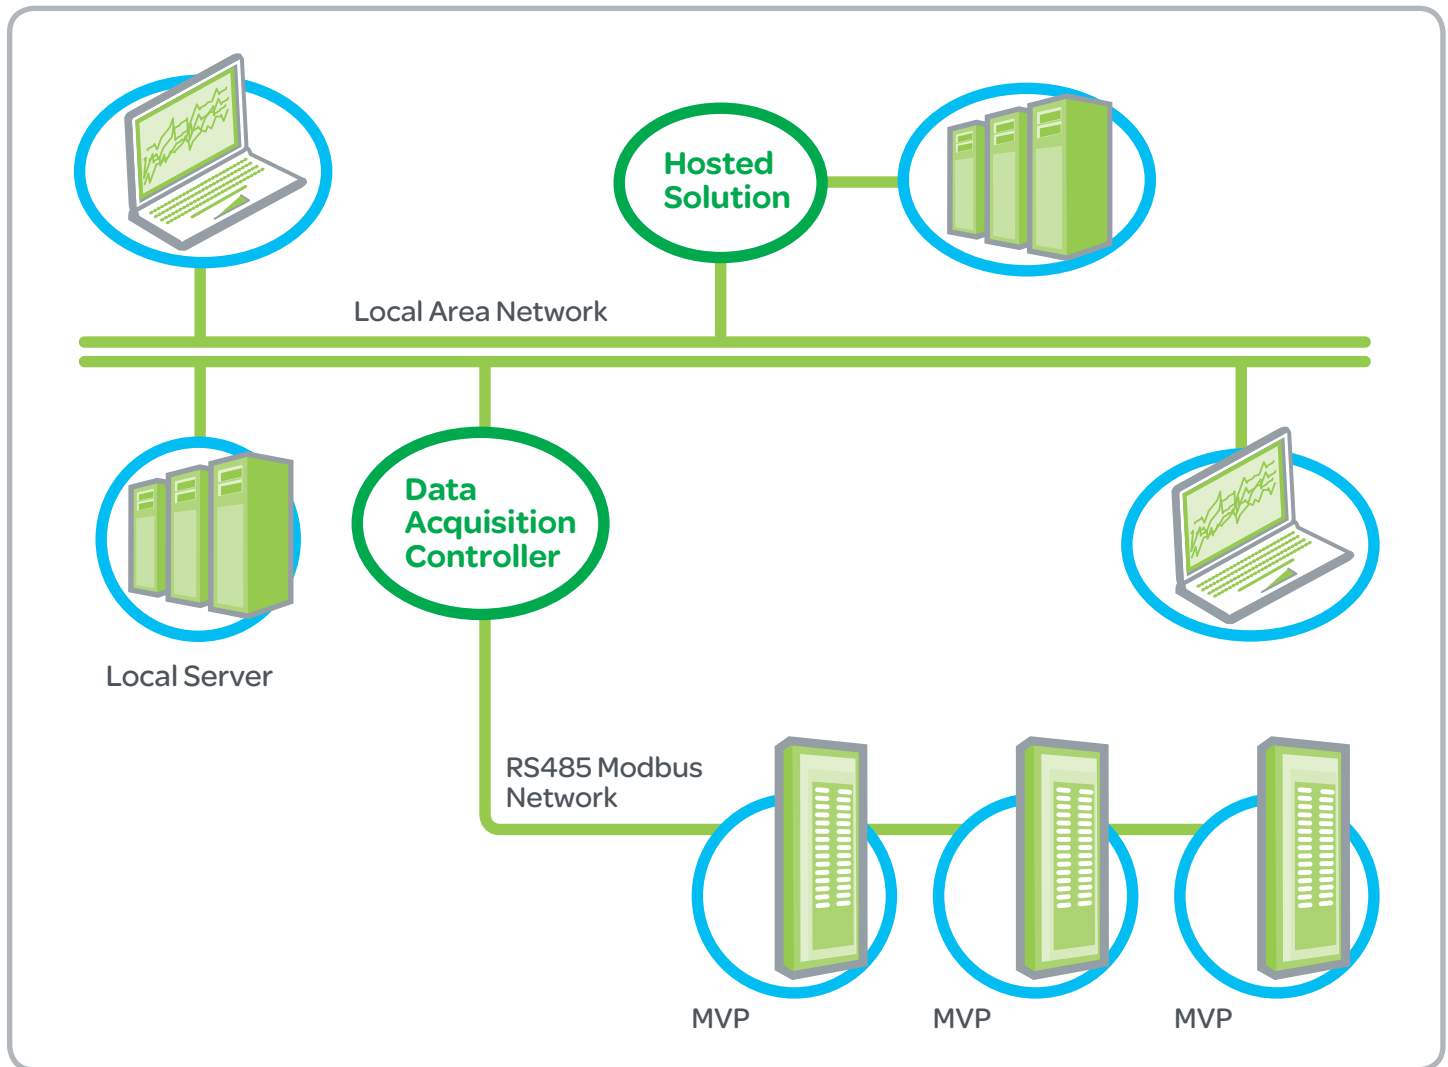 Hosted
Solution
Local Area Network
Data
Acquisition
Controller
Local Server
RS485 Modbus
Network
MVP
MVP
MVP